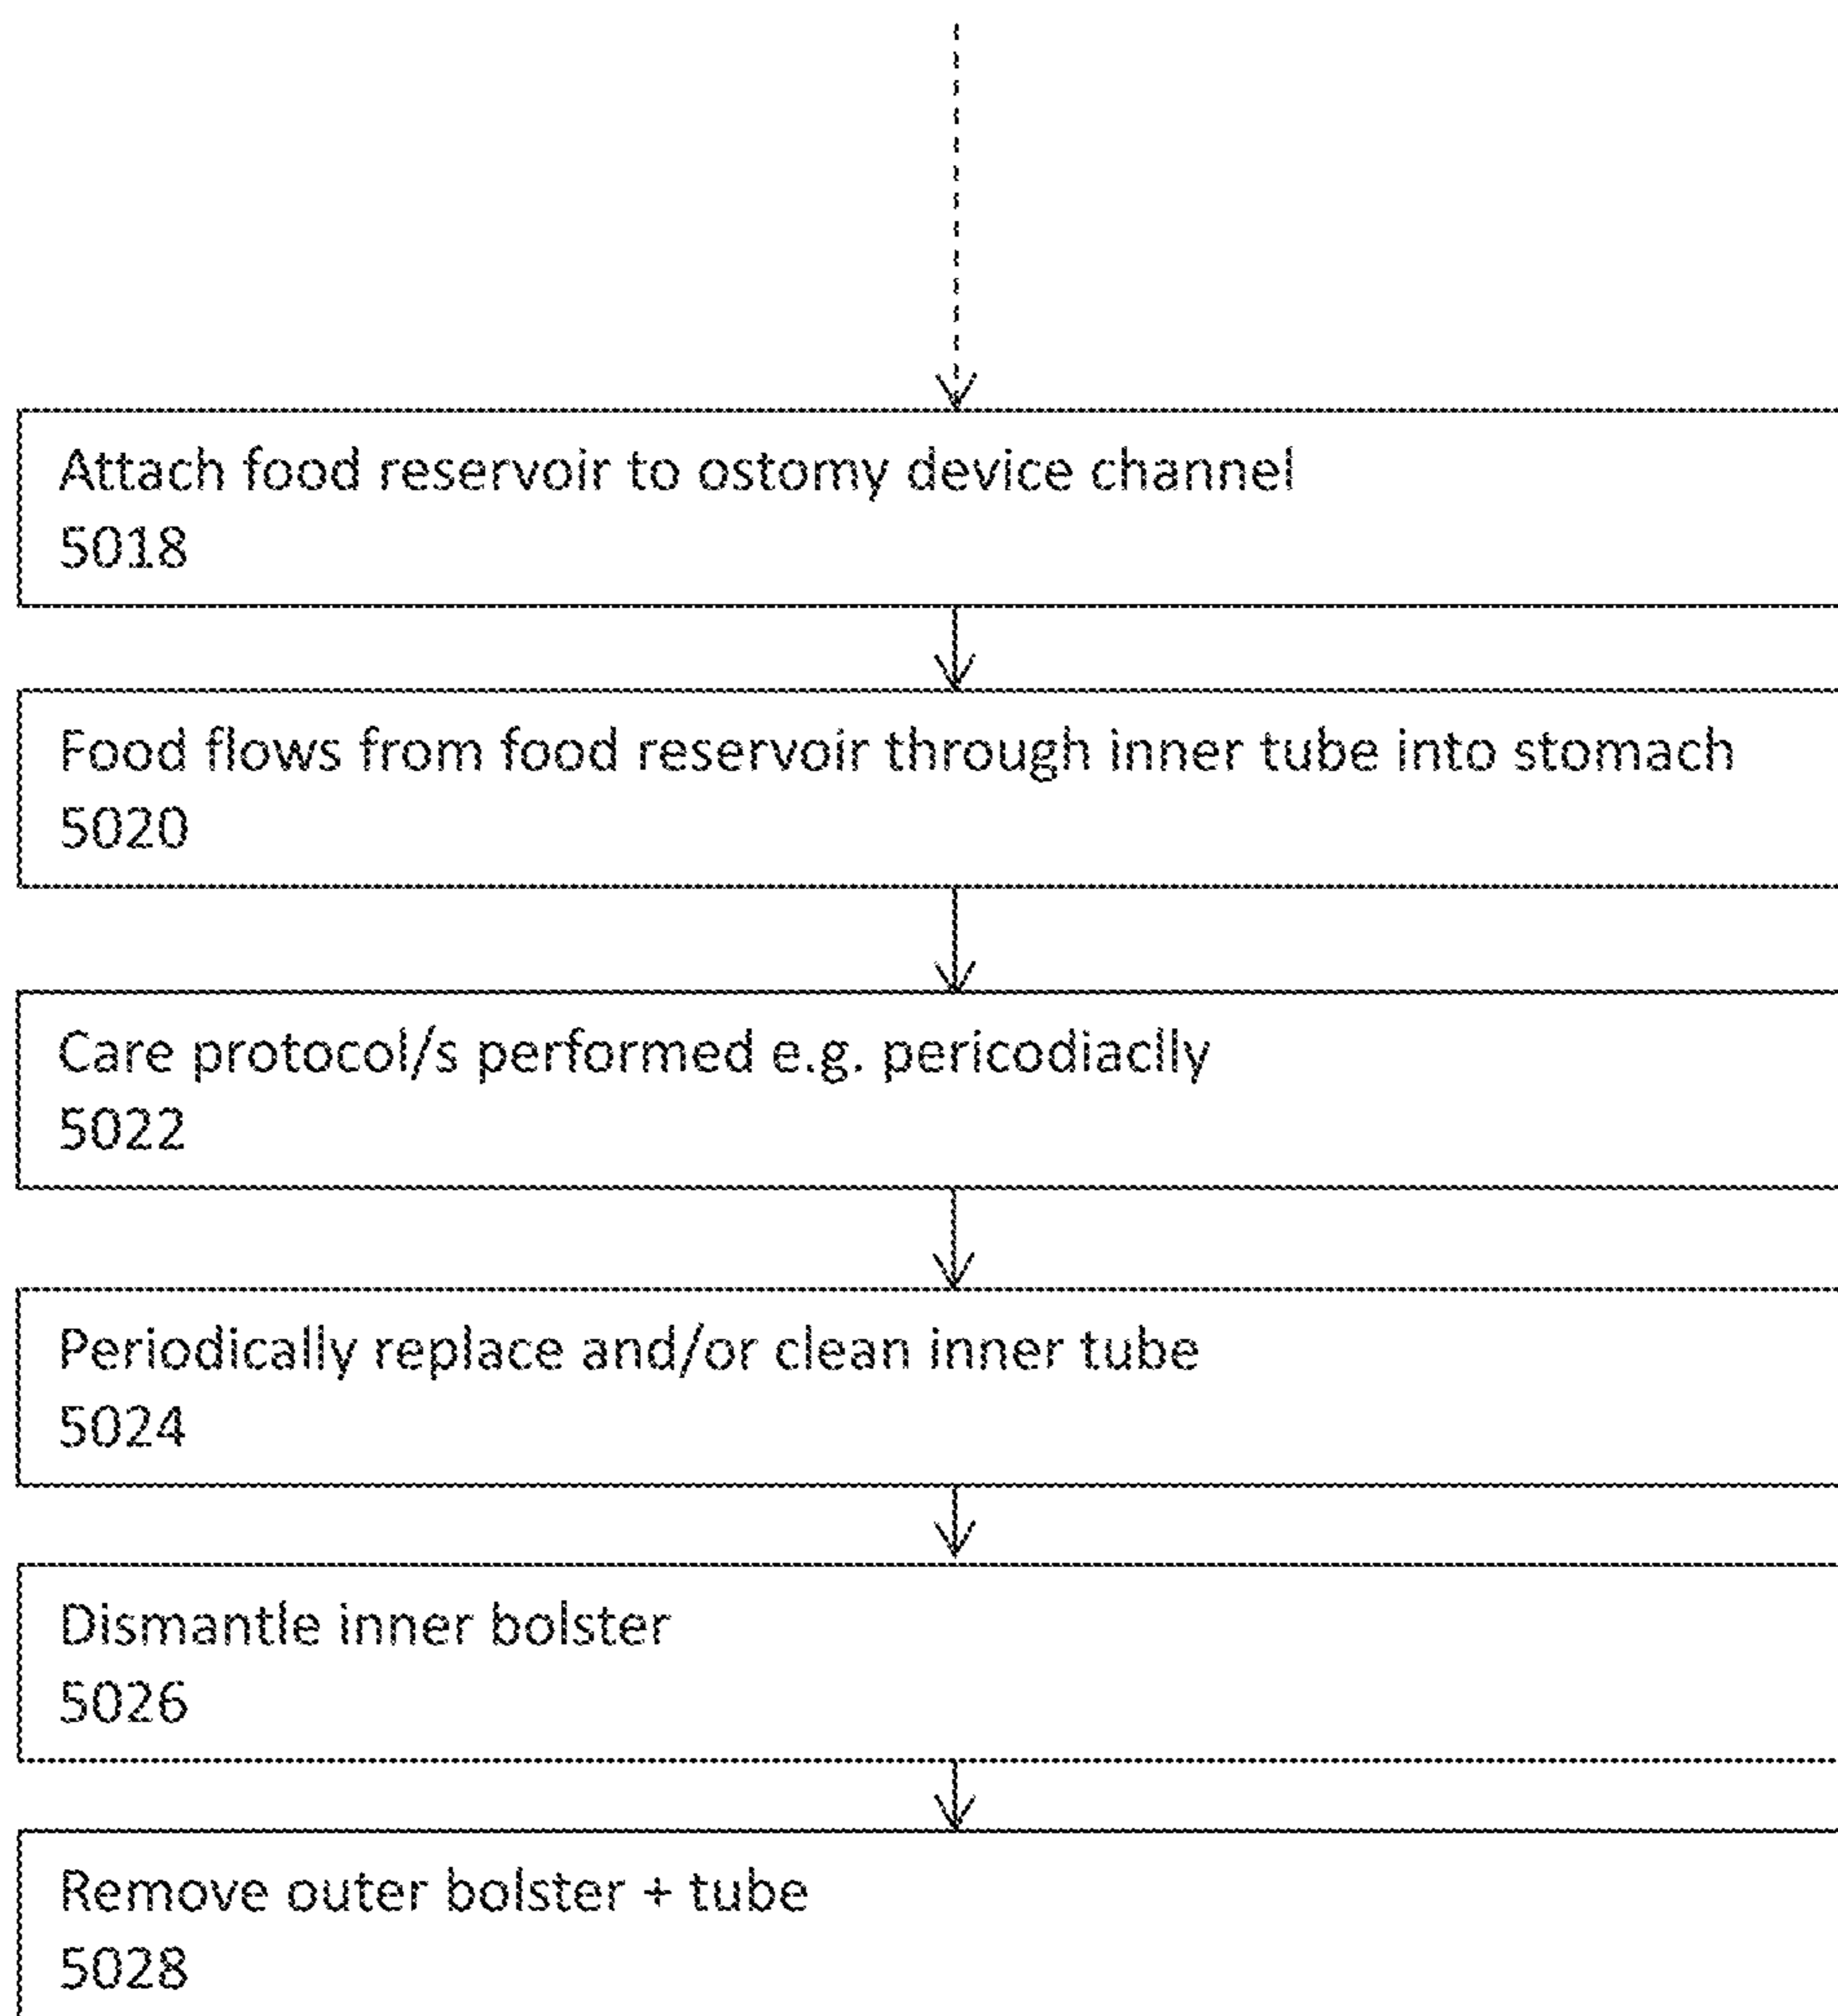 Attach food reservoir to ostomy device channel
5018
Food flows from food reservoir through inner tube into stomach
5020
Care protocol/s performed e.g. pericodiaclly
5022
Periodically replace and/or clean inner tube
5024
Dismantle inner bolster
5026
Remove outer bolster + tube
5028